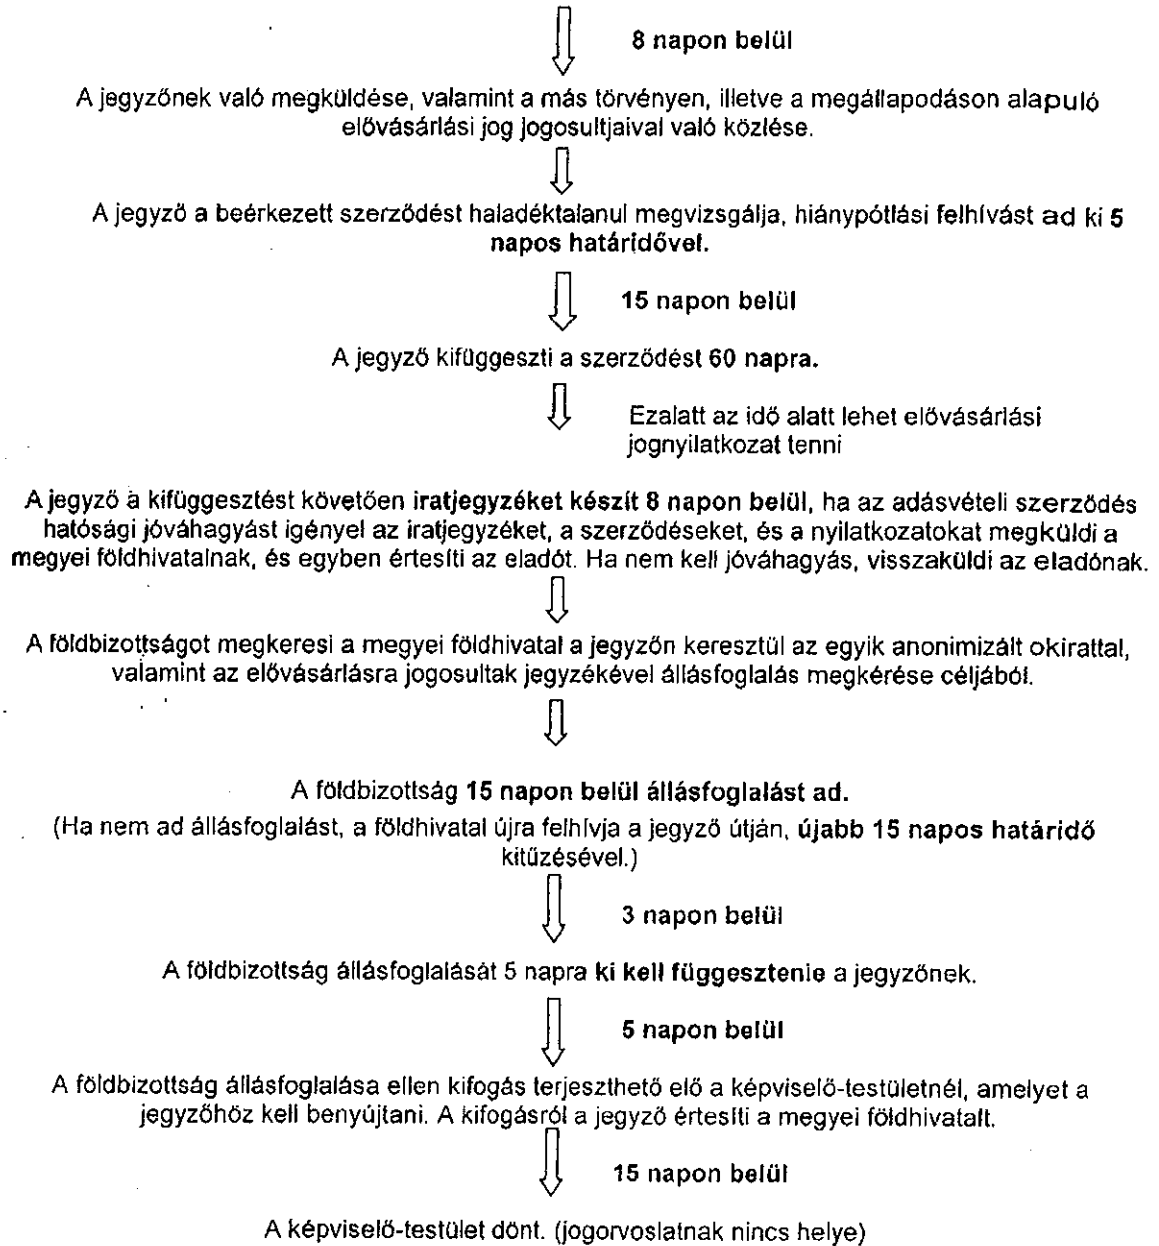 8 napon belül
A jegyzőnek való megküldése, valamint a más törvényen, illetve a megállapodáson alapuló
elővásárlási jog jogosultjaival való közlése.
A jegyző a beérkezett szerződést haladéktalanul megvizsgálja, hiánypótlási felhívást ad ki 5
napos határidővel.
15 napon belül
A jegyző kifüggeszti a szerződést 60 napra.
Ezalatt az idő alatt lehet elővásárlási
jognyilatkozat tenni
A jegyző a kifüggesztést követően iratjegyzéket készít 8 napon belül, ha az adásvételi szerződés
hatósági jóváhagyást igényel az iratjegyzéket, a szerződéseket, és a nyilatkozatokat megküldi a
megyei földhivatalnak, és egyben értesíti az eladót. Ha nem kell jóváhagyás, visszaküldi az eladónak.
A földbizottságot megkeresi a megyei földhivatal a jegyzőn keresztül az egyik anonimizált okirattal,
valamint az elővásárlásra jogosultak jegyzékével állásfoglalás megkérése céljából.
A földbizottság 15 napon belül állásfoglalást ad.
(Ha nem ad állásfoglalást, a földhivatal újra felhívja a jegyző útján, újabb 15 napos határidő
kitűzésével.)
3 napon belül
A földbizottság állásfoglalását 5 napra ki kell függesztenie a jegyzőnek.
5 napon belül
A földbizottság állásfoglalása ellen kifogás terjeszthető elő a képviselő-testületnél, amelyet a
jegyzőhöz kell benyújtani. A kifogásról a jegyző értesíti a megyei földhivatalt.
15 napon belül
A képviselő-testület dönt. (jogorvoslatnak nincs helye)